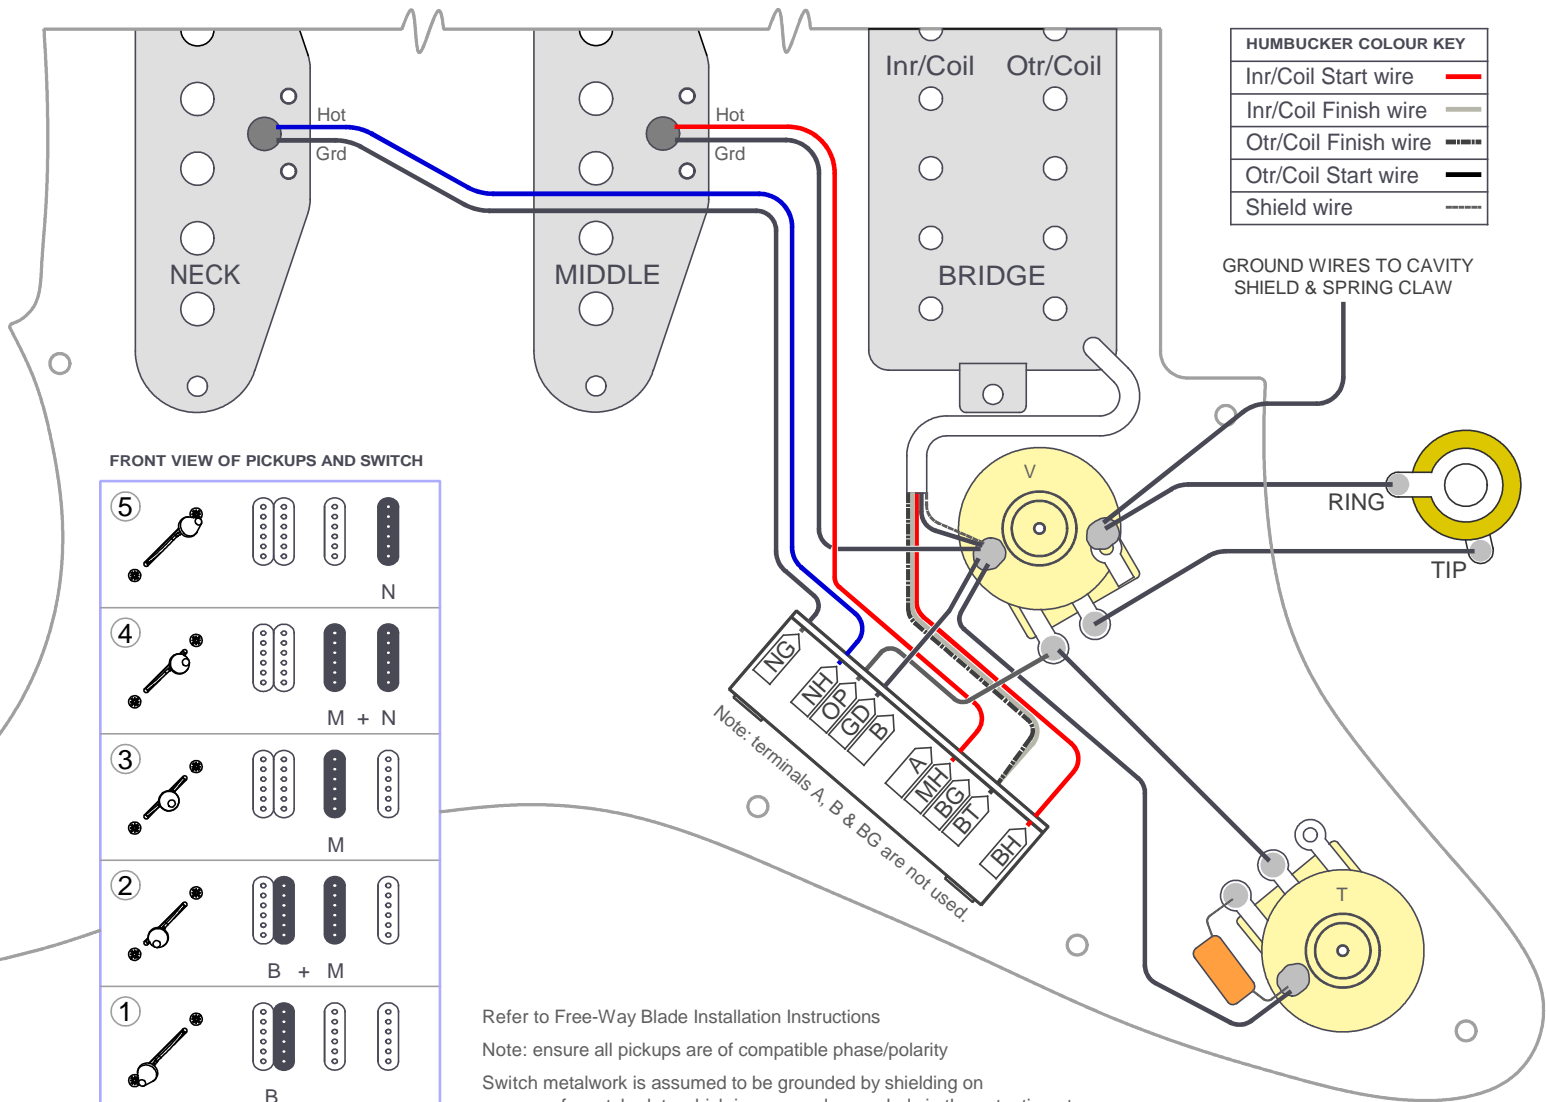 Inr/Coil Otr/Coil
HUMBUCKER COLOUR KEY
Inr/Coil Start wire
Inr/Coil Finish wire
Otr/Coil Finish wire
Otr/Coil Start wire
Shield wire
Hot
Grd
Hot
Grd
NECK
MIDDLE
BRIDGE
GROUND WIRES TO CAVITY
SHIELD & SPRING CLAW
FRONT VIEW OF PICKUPS AND SWITCH
5
N
4
M + N
3
M
2
B + M
1
B
V
RING
TIP
NG
NH
OP
GD
B
A
MH
BG
BT
BH
Note: terminals A, B & BG are not used.
T
Refer to Free-Way Blade Installation Instructions
Note: ensure all pickups are of compatible phase/polarity
Switch metalwork is assumed to be grounded by shielding on